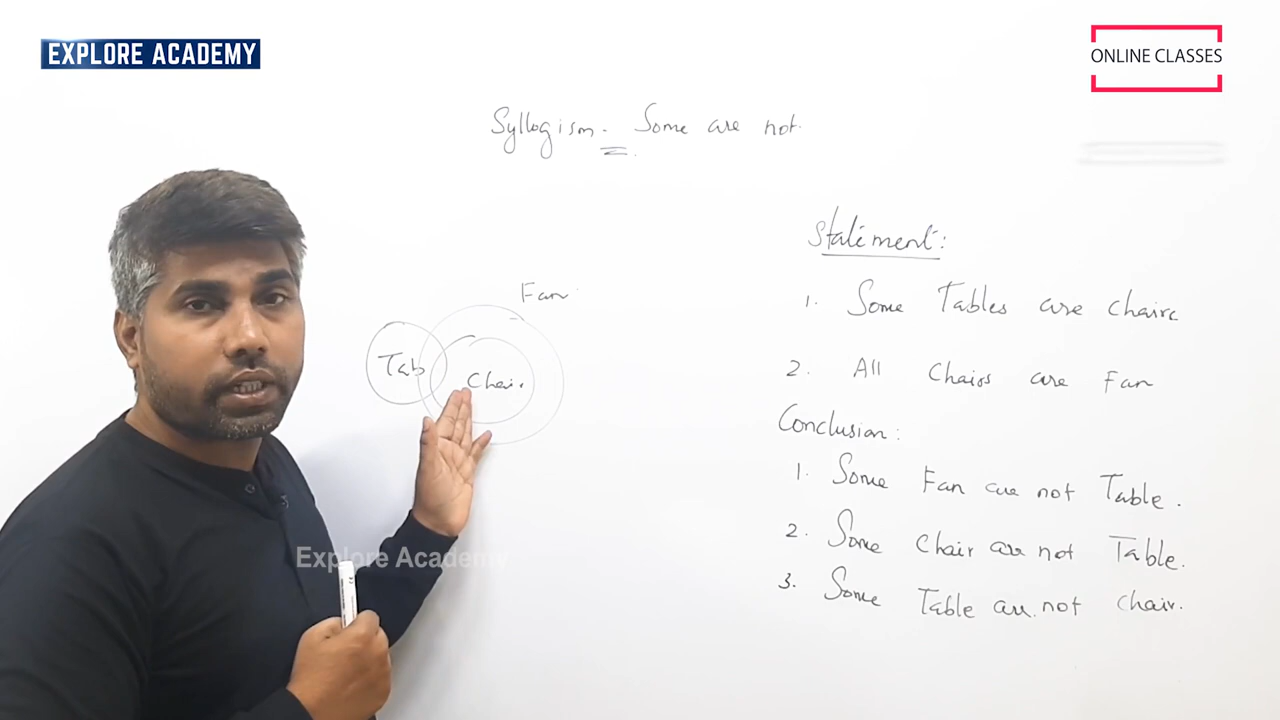 EXPLORE ACADEMY
ONLINE CLASSES
Syllogism. Some are not.
Statement:
1. Some Tables are chairc
2. All Chairs are Fan
Conclusion:
1. Some Fan are not Table.
2. Some Chair are not Table.
3. Some Table are not chair.
Fan
Tab
Chair.
Explore Academy